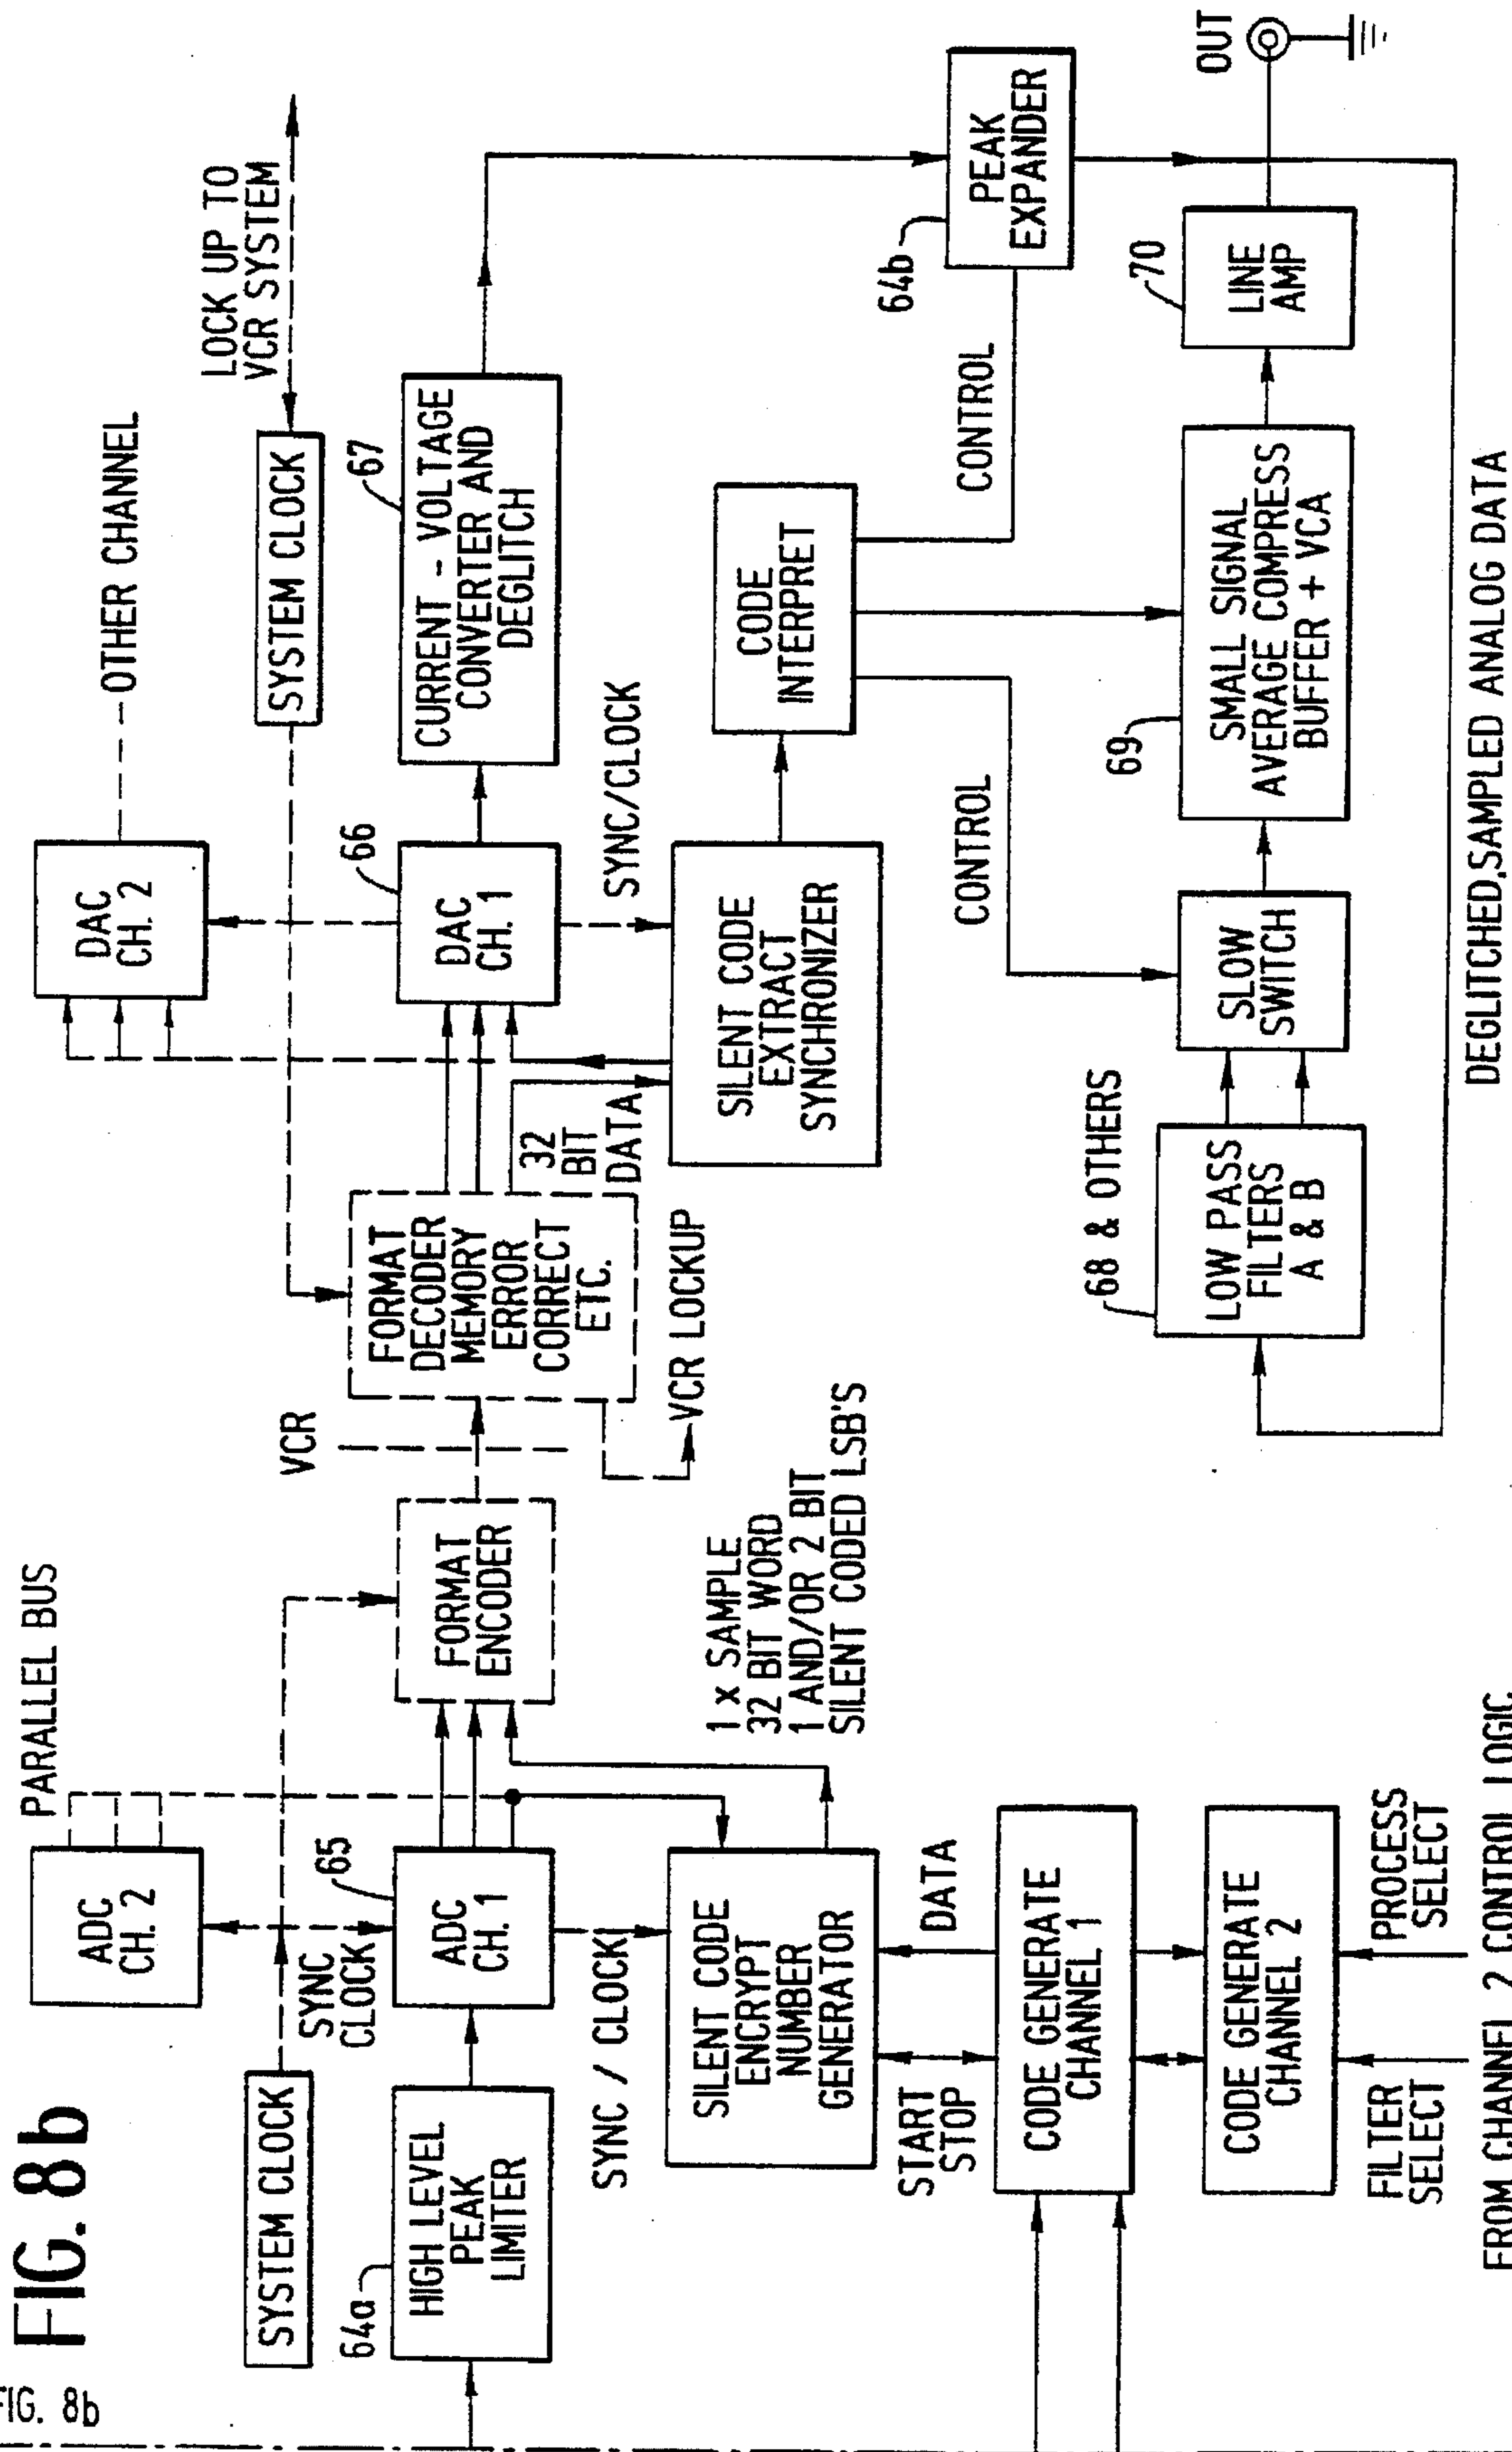 FIG. 8b
FIG. 8b
PARALLEL BUS
ADC
CH. 2
SYSTEM CLOCK
SYNC
CLOCK
64a
HIGH LEVEL
PEAK
LIMITER
65
ADC
CH. 1
FORMAT
ENCODER
VCR
SYNC / CLOCK
SILENT CODE
ENCRYPT
NUMBER
GENERATOR
1 x SAMPLE
32 BIT WORD
1 AND/OR 2 BIT
SILENT CODED LSB'S
START
STOP
DATA
CODE GENERATE
CHANNEL 1
CODE GENERATE
CHANNEL 2
FILTER
SELECT
PROCESS
SELECT
FROM CHANNEL 2 CONTROL LOGIC
DAC
CH. 2
OTHER CHANNEL
LOCK UP TO
VCR SYSTEM
SYSTEM CLOCK
FORMAT
DECODER
MEMORY
ERROR
CORRECT
ETC.
VCR LOCKUP
32
BIT
DATA
66
DAC
CH. 1
67
CURRENT - VOLTAGE
CONVERTER AND
DEGLITCH
SYNC/CLOCK
SILENT CODE
EXTRACT
SYNCHRONIZER
CODE
INTERPRET
CONTROL
CONTROL
64b
PEAK
EXPANDER
68 & OTHERS
LOW PASS
FILTERS
A & B
SLOW
SWITCH
69
SMALL SIGNAL
AVERAGE COMPRESS
BUFFER + VCA
70
LINE
AMP
OUT
DEGLITCHED,SAMPLED ANALOG DATA